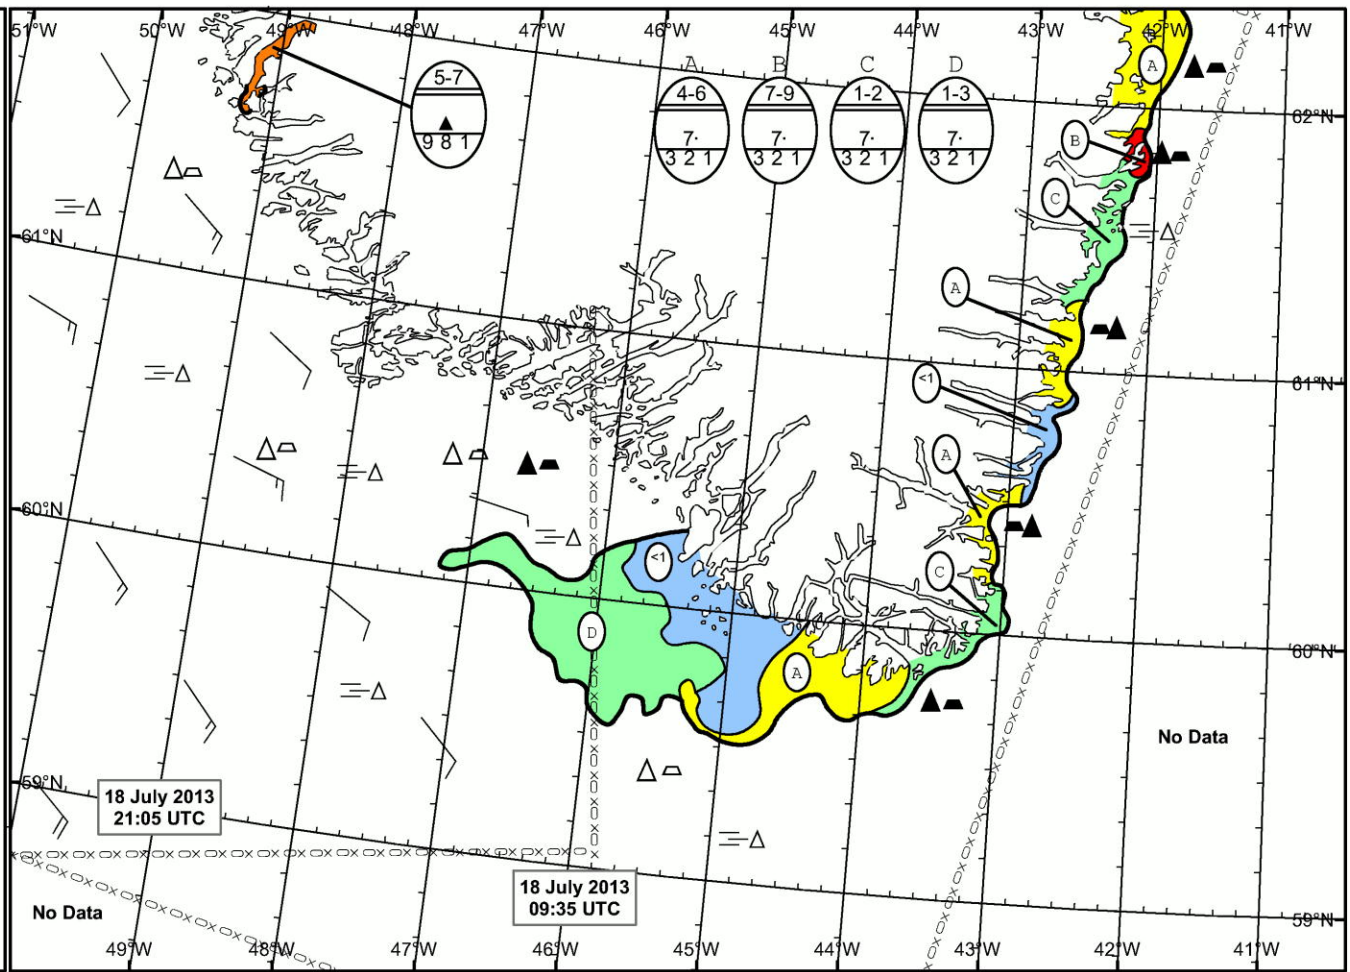 51°W 50°W 49°W 48°W 47°W 46°W 45°W 44°W 43°W 42°W 41°W
A B C D
5-7
9 8 1
4-6 7-9 1-2 1-3
7· 7· 7· 7·
3 2 1 3 2 1 3 2 1 3 2 1
A
62°N
B
C
61°N
A
<1
61°N
A
60°N
<1
C
D
A
60°N
No Data
59°N
18 July 2013
21:05 UTC
18 July 2013
09:35 UTC
No Data
59°N
49°W 48°W 47°W 46°W 45°W 44°W 43°W 42°W 41°W